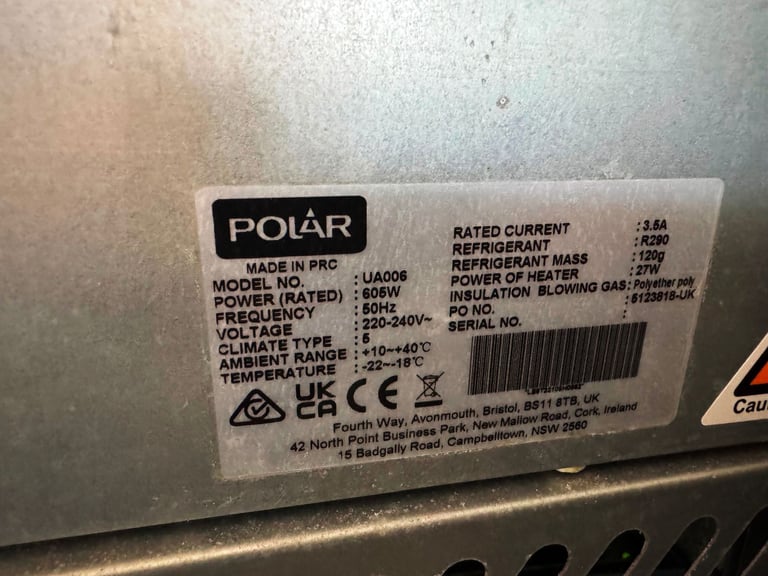 POLAR
MADE IN PRC
MODEL NO. : UA006
POWER (RATED) : 605W
FREQUENCY : 50Hz
VOLTAGE : 220-240V~
CLIMATE TYPE : 5
AMBIENT RANGE : +10~+40℃
TEMPERATURE : -22~-18℃
RATED CURRENT : 3.5A
REFRIGERANT : R290
REFRIGERANT MASS : 120g
POWER OF HEATER : 27W
INSULATION BLOWING GAS: Polyether poly
PO NO. : 5123818-UK
SERIAL NO. :
UK
CA
CE
Fourth Way, Avonmouth, Bristol, BS11 8TB, UK
42 North Point Business Park, New Mallow Road, Cork, Ireland
15 Badgally Road, Campbelltown, NSW 2560